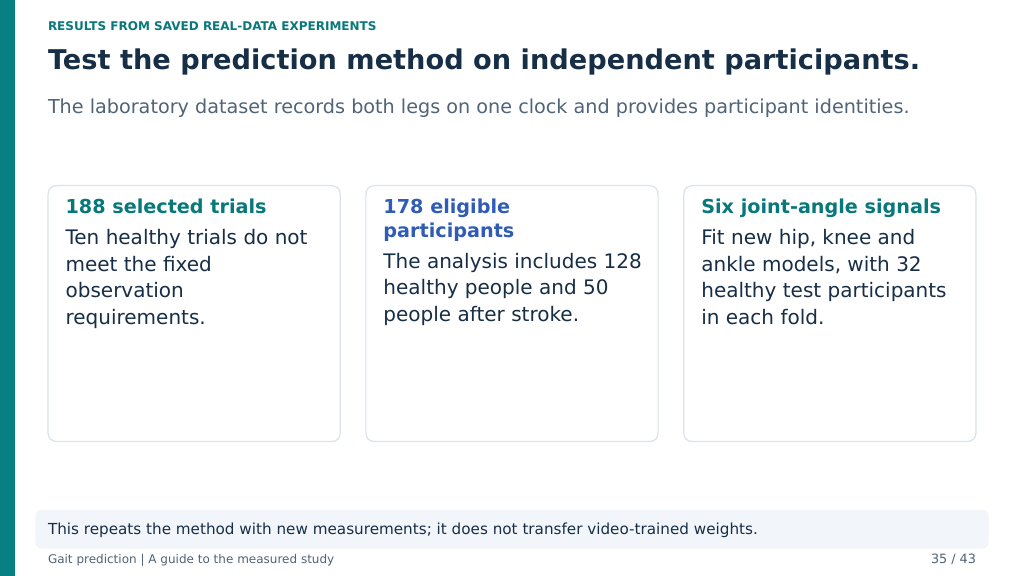 RESULTS FROM SAVED REAL-DATA EXPERIMENTS
Test the prediction method on independent participants.
The laboratory dataset records both legs on one clock and provides participant identities.
188 selected trials
Ten healthy trials do not
meet the fixed
observation
requirements.
178 eligible
participants
The analysis includes 128
healthy people and 50
people after stroke.
Six joint-angle signals
Fit new hip, knee and
ankle models, with 32
healthy test participants
in each fold.
This repeats the method with new measurements; it does not transfer video-trained weights.
Gait prediction | A guide to the measured study
35 / 43